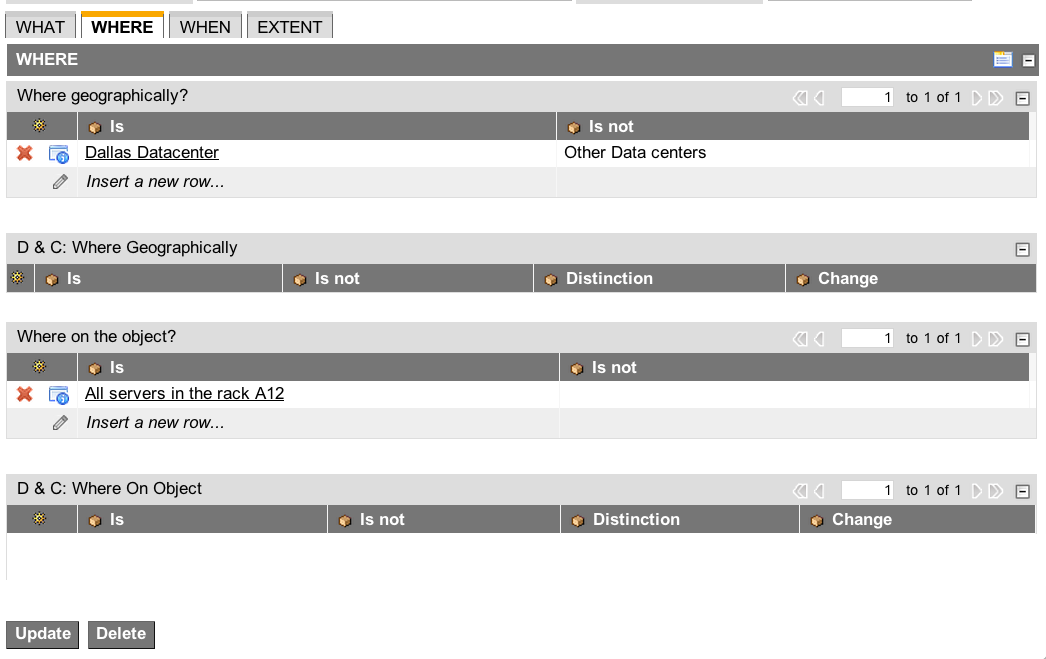 WHAT WHERE WHEN EXTENT
WHERE
Where geographically? 1 to 1 of 1
Is Is not
Dallas Datacenter Other Data centers
Insert a new row...
D & C: Where Geographically
Is Is not Distinction Change
Where on the object? 1 to 1 of 1
Is Is not
All servers in the rack A12
Insert a new row...
D & C: Where On Object 1 to 1 of 1
Is Is not Distinction Change
Update Delete